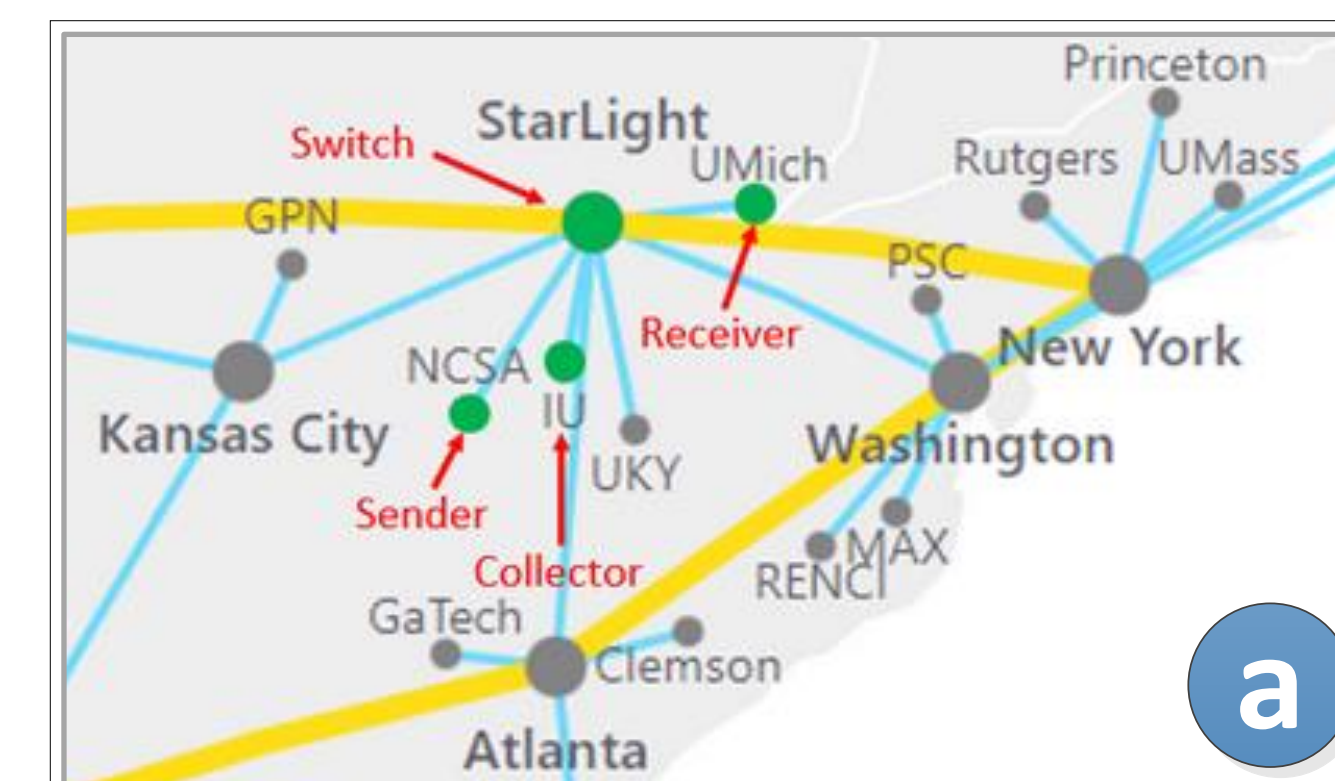 Princeton
StarLight
Switch
UMich
Rutgers
UMass
GPN
PSC
Receiver
New York
NCSA
IU
Kansas City
Washington
UKY
Sender
MAX
Collector
RENCI
GaTech
Clemson
Atlanta
a